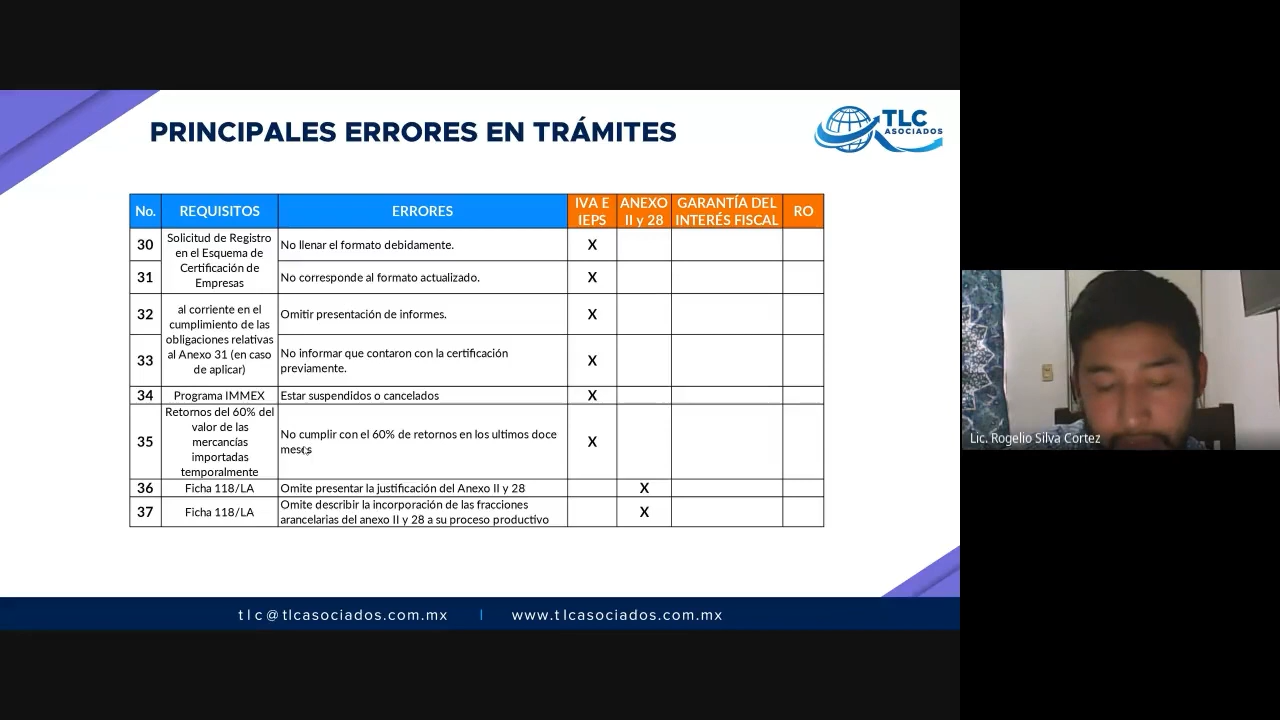 PRINCIPALES ERRORES EN TRÁMITES
TLC
ASOCIADOS
No. REQUISITOS ERRORES IVA E IEPS ANEXO II y 28 GARANTÍA DEL INTERÉS FISCAL RO
30 Solicitud de Registro en el Esquema de Certificación de Empresas No llenar el formato debidamente. X
31 No corresponde al formato actualizado. X
32 al corriente en el cumplimiento de las obligaciones relativas al Anexo 31 (en caso de aplicar) Omitir presentación de informes. X
33 No informar que contaron con la certificación previamente. X
34 Programa IMMEX Estar suspendidos o cancelados X
35 Retornos del 60% del valor de las mercancías importadas temporalmente No cumplir con el 60% de retornos en los ultimos doce meses X
36 Ficha 118/LA Omite presentar la justificación del Anexo II y 28 X
37 Ficha 118/LA Omite describir la incorporación de las fracciones arancelarias del anexo II y 28 a su proceso productivo X
tlc@tlcasociados.com.mx | www.tlcasociados.com.mx
Lic. Rogelio Silva Cortez